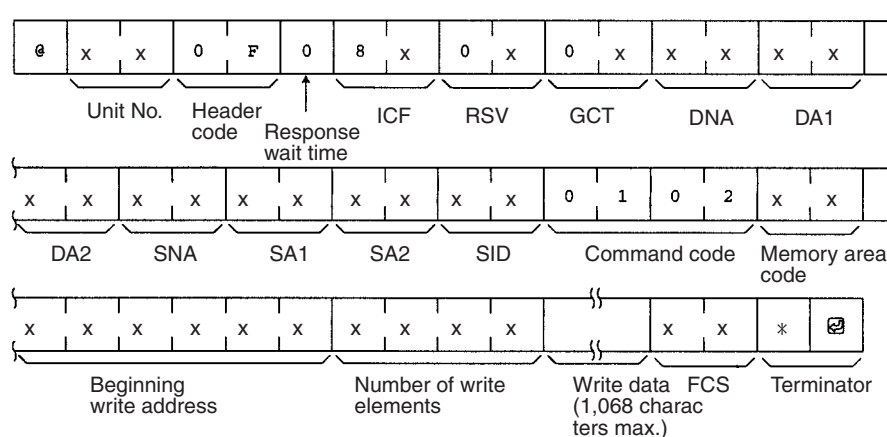 @ x x 0 F 0 8 x 0 x 0 x x x x x
Unit No. Header code Response wait time ICF RSV GCT DNA DA1
x x x x x x x x x x 0 1 0 2 x x
DA2 SNA SA1 SA2 SID Command code Memory area code
x x x x x x x x x x x x * ↵
Beginning write address Number of write elements Write data (1,068 charac ters max.) FCS Terminator